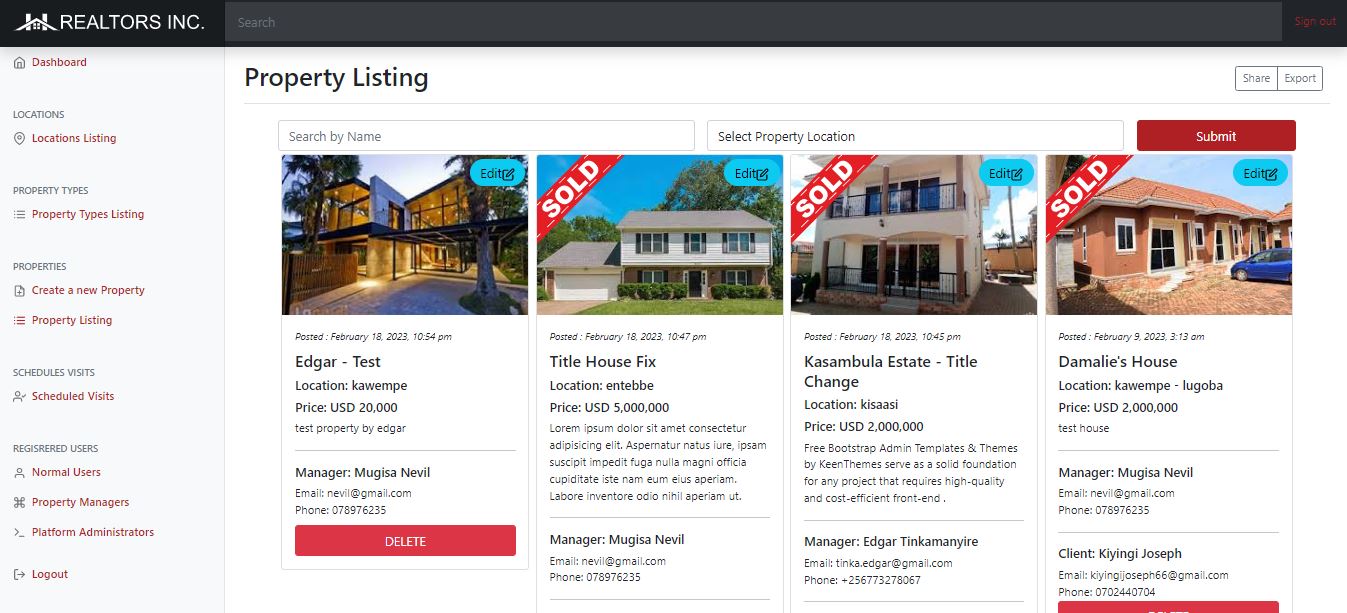 REALTORS INC.
Search
Sign out
Dashboard
LOCATIONS
Locations Listing
PROPERTY TYPES
Property Types Listing
PROPERTIES
Create a new Property
Property Listing
SCHEDULES VISITS
Scheduled Visits
REGISRERED USERS
Normal Users
Property Managers
Platform Administrators
Logout
Property Listing
Share
Export
Search by Name
Select Property Location
Submit
Edit
Posted : February 18, 2023, 10:54 pm
Edgar - Test
Location: kawempe
Price: USD 20,000
test property by edgar
Manager: Mugisa Nevil
Email: nevil@gmail.com
Phone: 078976235
DELETE
SOLD
Edit
Posted : February 18, 2023, 10:47 pm
Title House Fix
Location: entebbe
Price: USD 5,000,000
Lorem ipsum dolor sit amet consectetur
adipisicing elit. Aspernatur natus iure, ipsam
suscipit impedit fuga nulla magni officia
cupiditate iste nam eum eius aperiam.
Labore inventore odio nihil aperiam ut.
Manager: Mugisa Nevil
Email: nevil@gmail.com
Phone: 078976235
SOLD
Edit
Posted : February 18, 2023, 10:45 pm
Kasambula Estate - Title
Change
Location: kisaasi
Price: USD 2,000,000
Free Bootstrap Admin Templates & Themes
by KeenThemes serve as a solid foundation
for any project that requires high-quality
and cost-efficient front-end .
Manager: Edgar Tinkamanyire
Email: tinka.edgar@gmail.com
Phone: +256773278067
SOLD
Edit
Posted : February 9, 2023, 3:13 am
Damalie's House
Location: kawempe - lugoba
Price: USD 2,000,000
test house
Manager: Mugisa Nevil
Email: nevil@gmail.com
Phone: 078976235
Client: Kiyingi Joseph
Email: kiyingijoseph66@gmail.com
Phone: 0702440704